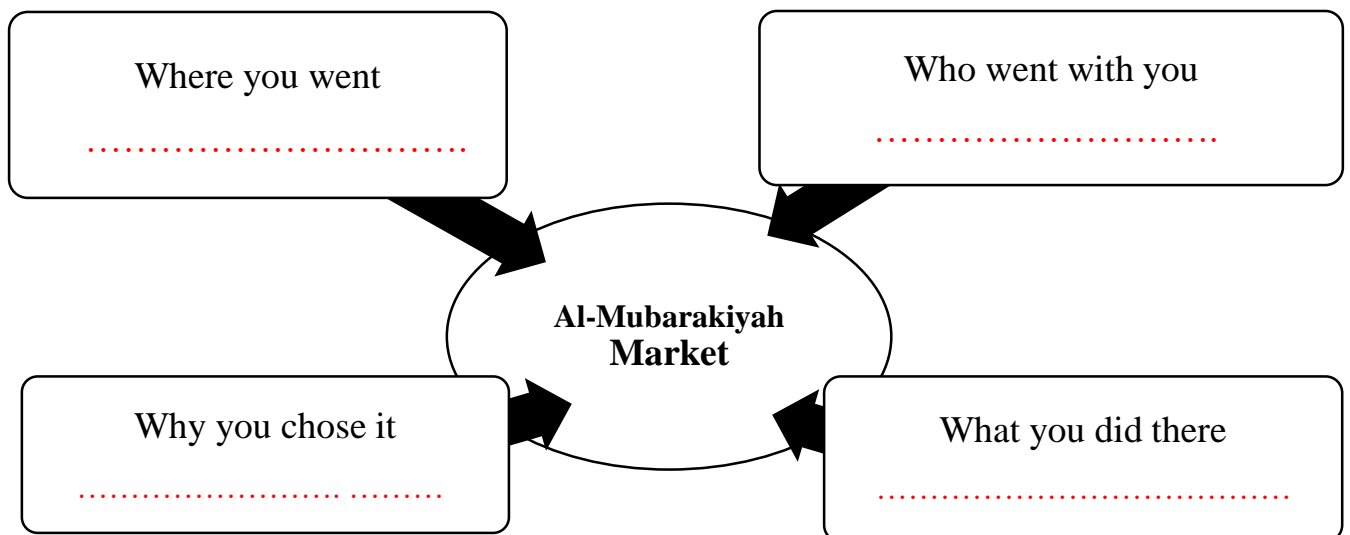 Where you went
…………………………….
Who went with you
………………………….
Al-Mubarakiyah
Market
Why you chose it
…………………….. ………
What you did there
…………………………………